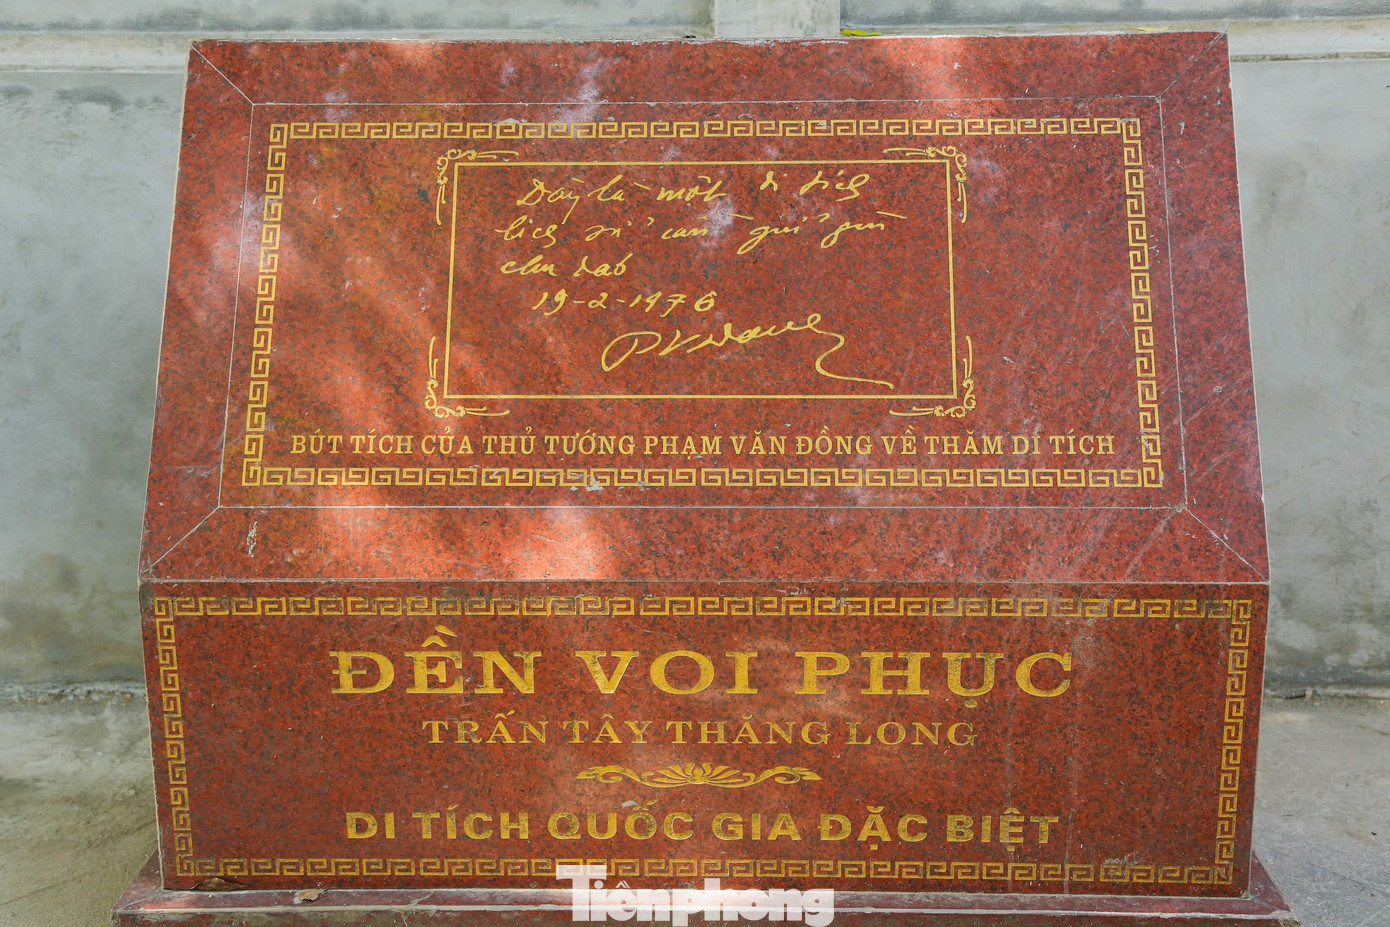 Đây là một di tích
lịch sử cần giữ gìn
chu đáo
19-2-1976
PVĐồng
BÚT TÍCH CỦA THỦ TƯỚNG PHẠM VĂN ĐỒNG VỀ THĂM DI TÍCH
ĐỀN VOI PHỤC
TRẤN TÂY THĂNG LONG
DI TÍCH QUỐC GIA ĐẶC BIỆT
Tiềnphong